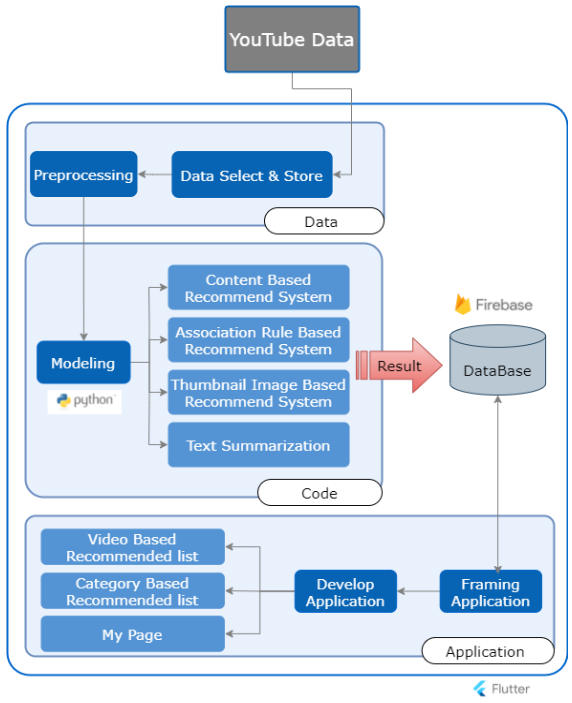 YouTube Data
Preprocessing
Data Select & Store
Data
Content Based
Recommend System
Association Rule Based
Recommend System
Modeling
python
Thumbnail Image Based
Recommend System
Text Summarization
Code
Result
Firebase
DataBase
Video Based
Recommended list
Category Based
Recommended list
My Page
Develop
Application
Framing
Application
Application
Flutter